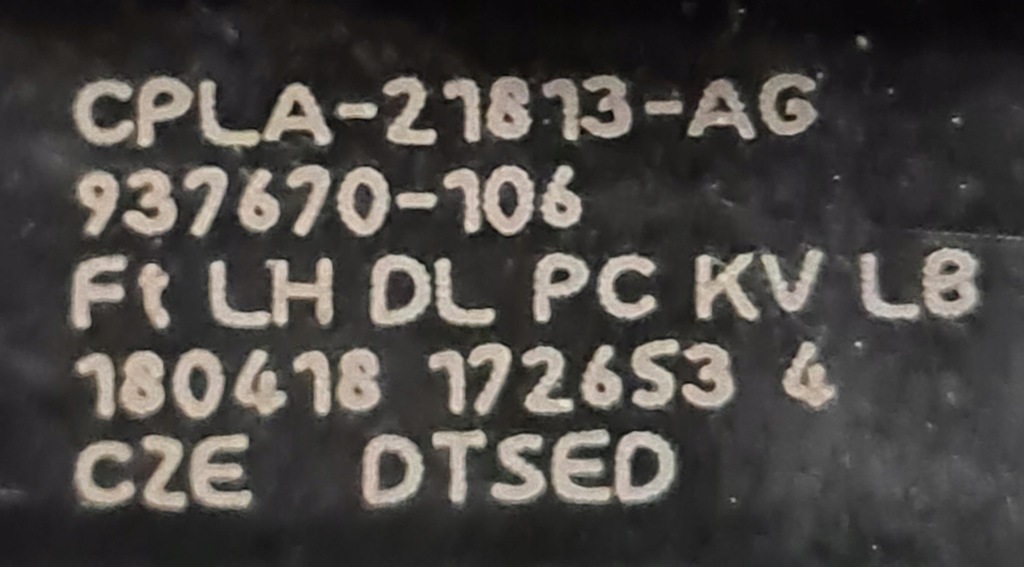 CPLA-21813-AG
937670-106
Ft LH DL PC KV L8
180418 172653 4
CZE DTSED